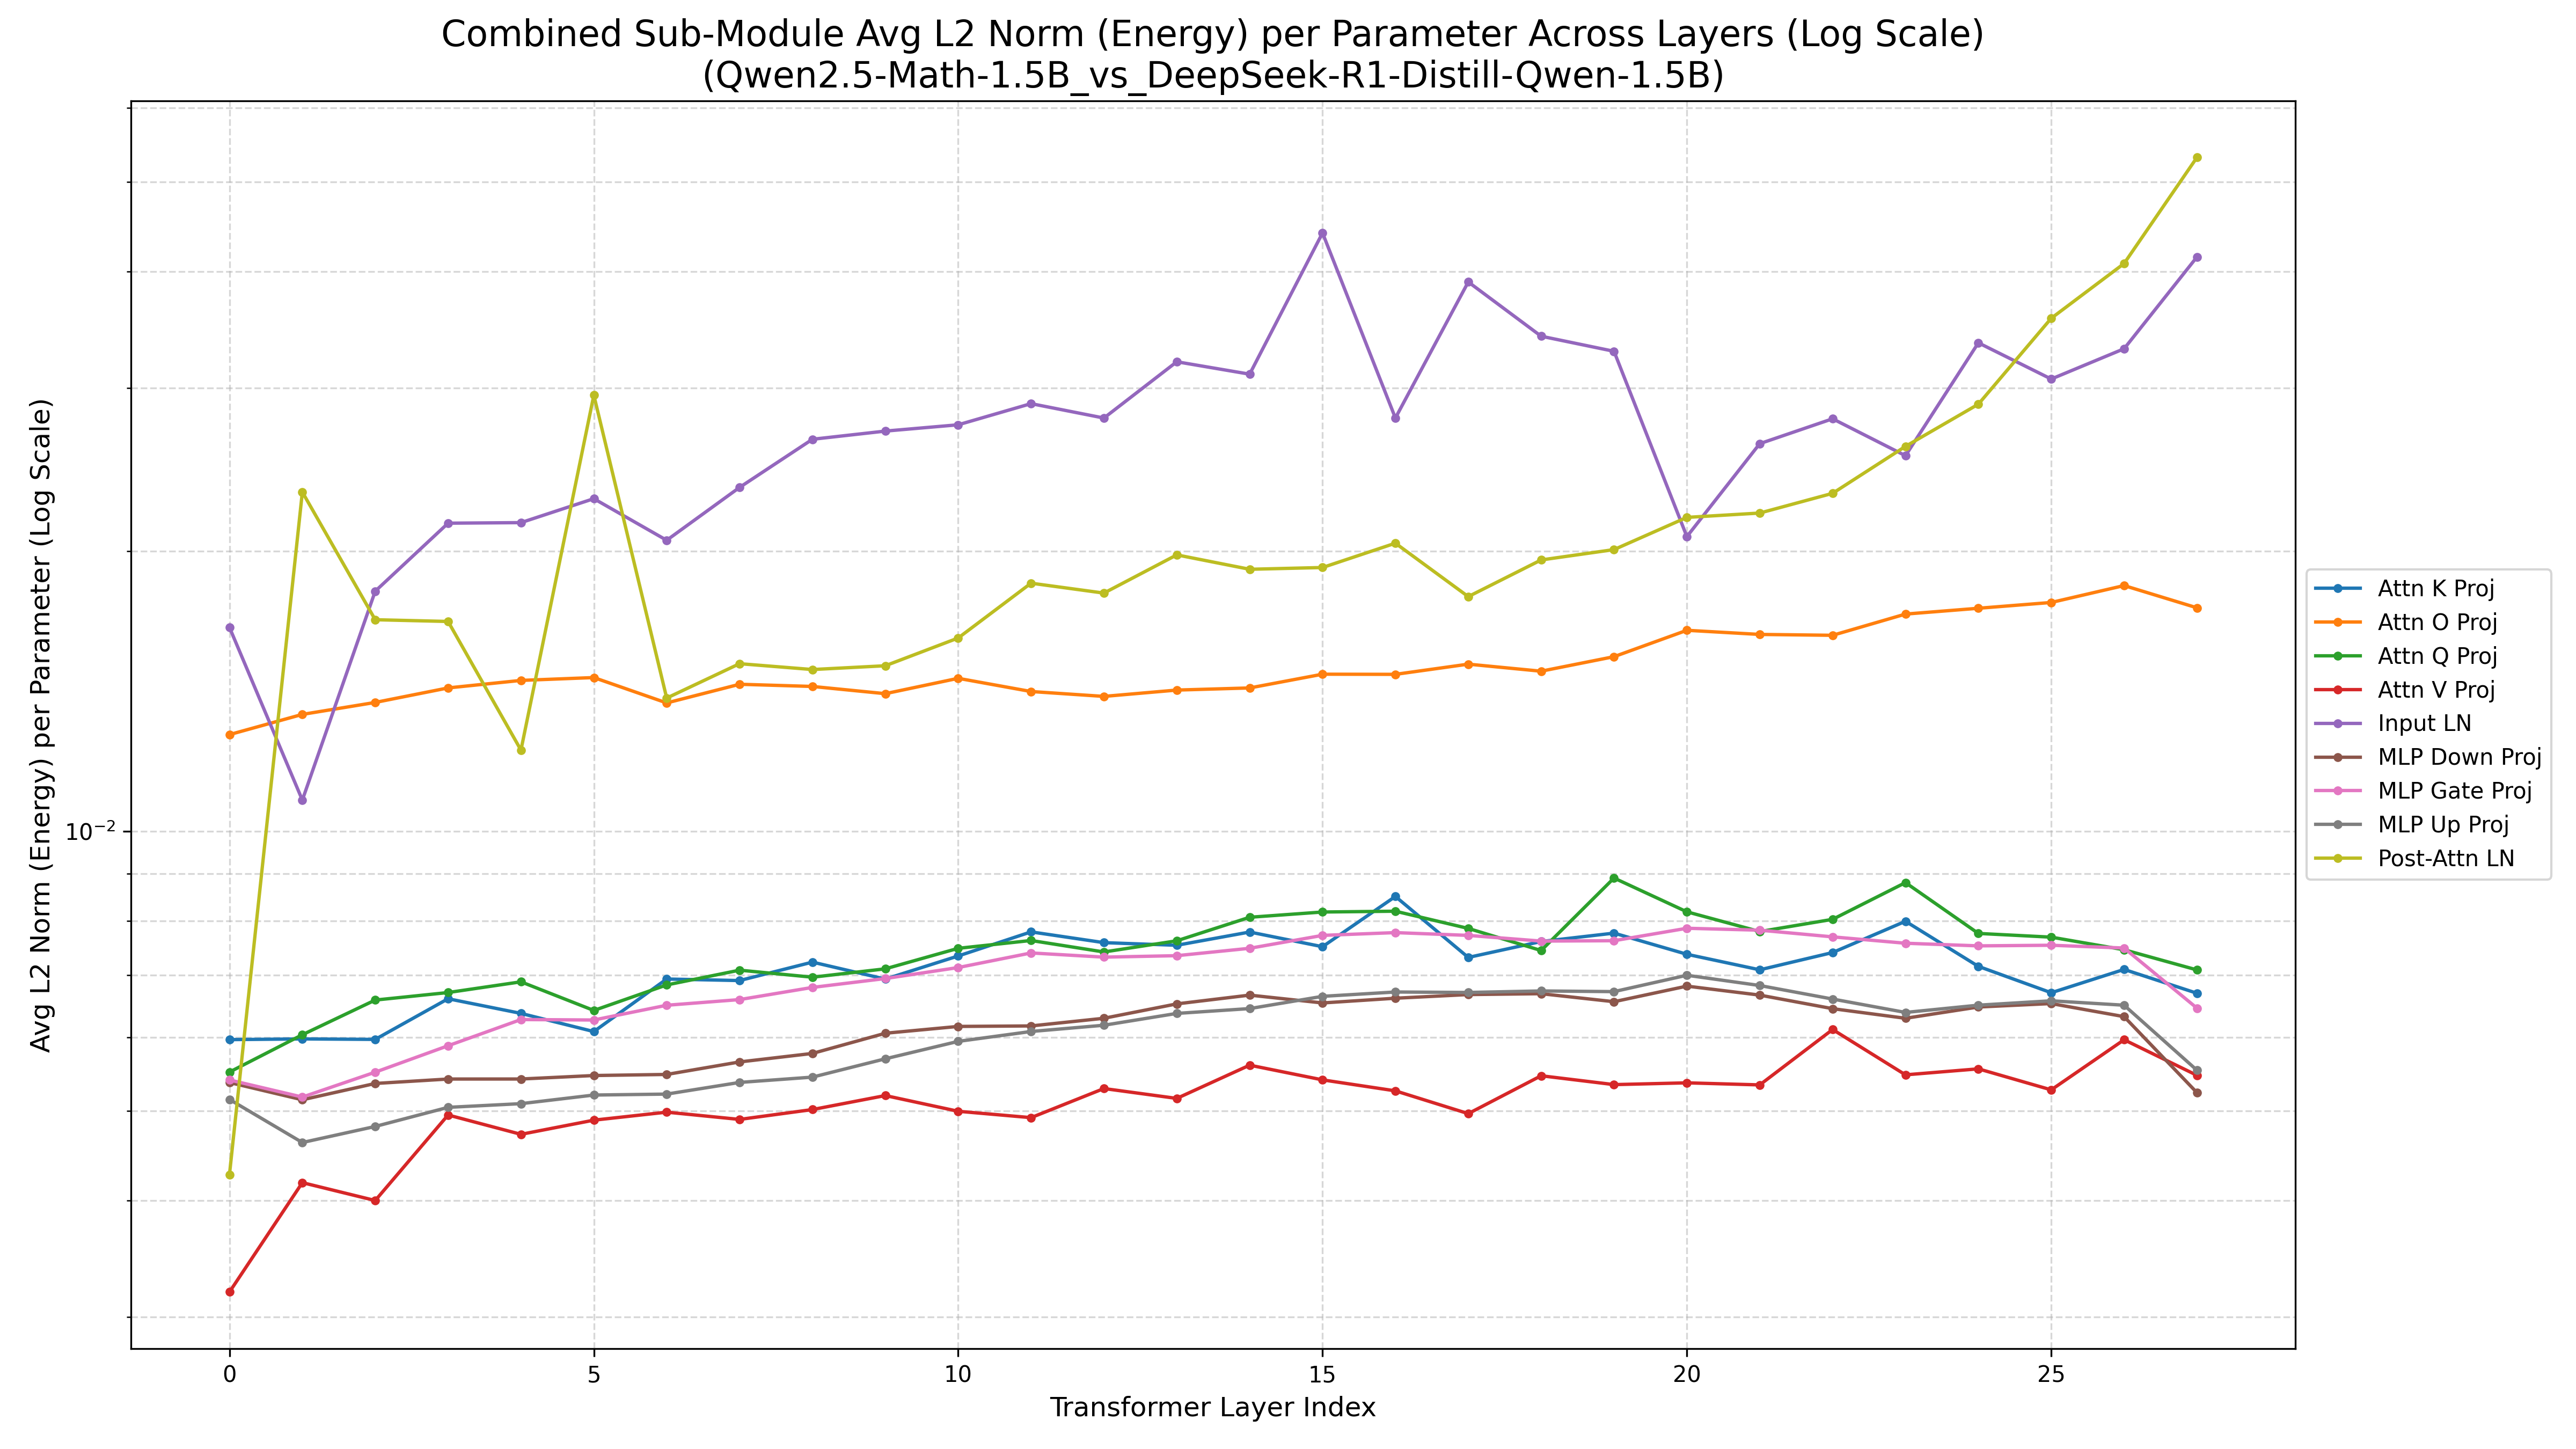 Combined Sub-Module Avg L2 Norm (Energy) per Parameter Across Layers (Log Scale)
(Qwen2.5-Math-1.5B_vs_DeepSeek-R1-Distill-Qwen-1.5B)
Avg L2 Norm (Energy) per Parameter (Log Scale)
10⁻²
0 5 10 15 20 25
Transformer Layer Index
Attn K Proj
Attn O Proj
Attn Q Proj
Attn V Proj
Input LN
MLP Down Proj
MLP Gate Proj
MLP Up Proj
Post-Attn LN